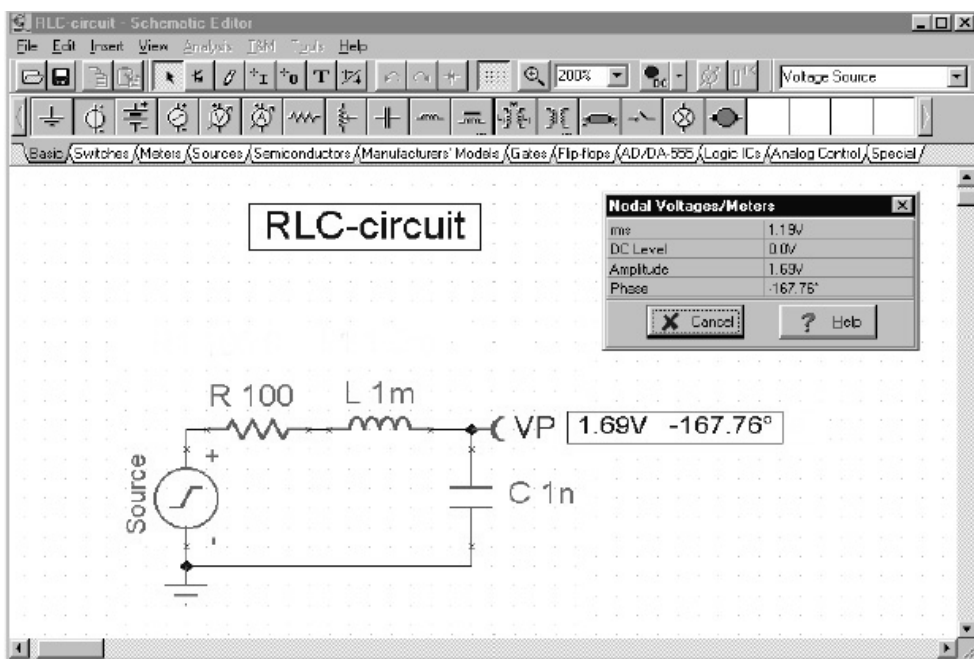 RLC-circuit - Schematic Editor
File Edit Insert View Analysis T&M Tools Help
200% DC Voltage Source
Basic Switches Meters Sources Semiconductors Manufacturers' Models Gates Flip-flops AD/DA-555 Logic ICs Analog Control Special
RLC-circuit
Nodal Voltages/Meters
rms 1.19V
DC Level 0.0V
Amplitude 1.69V
Phase -167.76°
Cancel ? Help
R 100 L 1m
VP 1.69V -167.76°
Source
+
C 1n
-